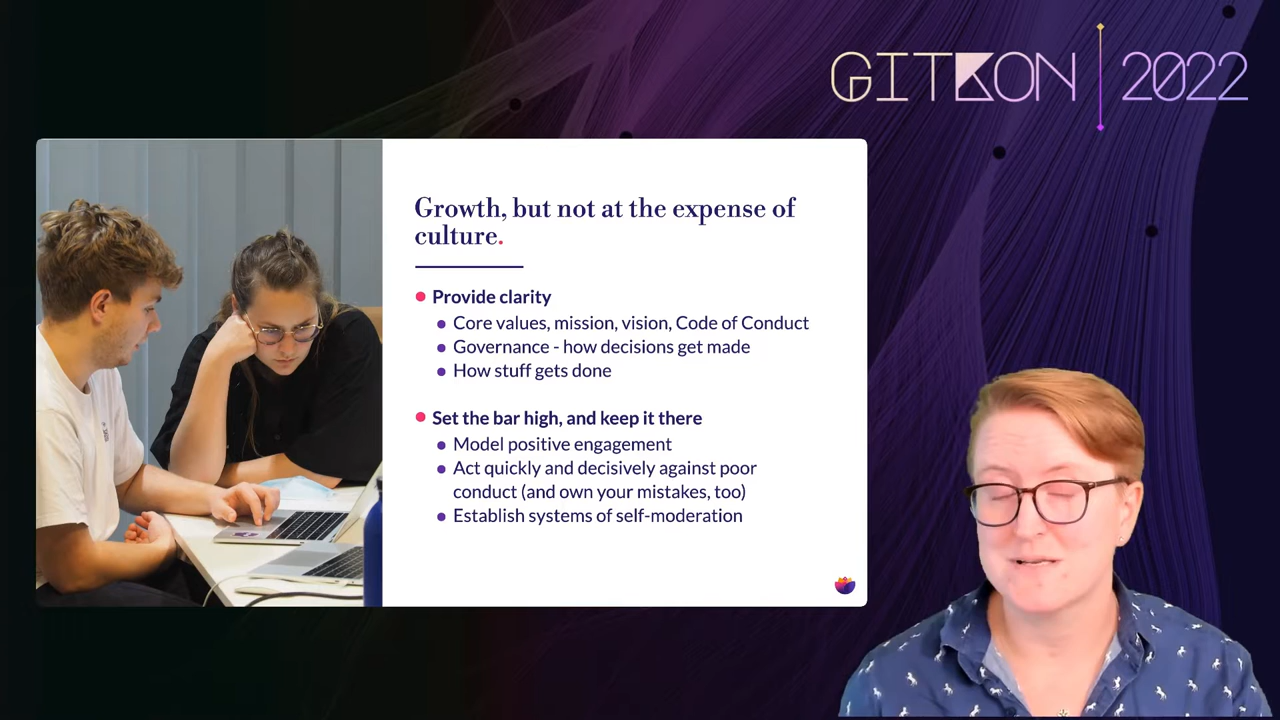 GITKON 2022
Growth, but not at the expense of
culture.
Provide clarity
Core values, mission, vision, Code of Conduct
Governance - how decisions get made
How stuff gets done
Set the bar high, and keep it there
Model positive engagement
Act quickly and decisively against poor
conduct (and own your mistakes, too)
Establish systems of self-moderation